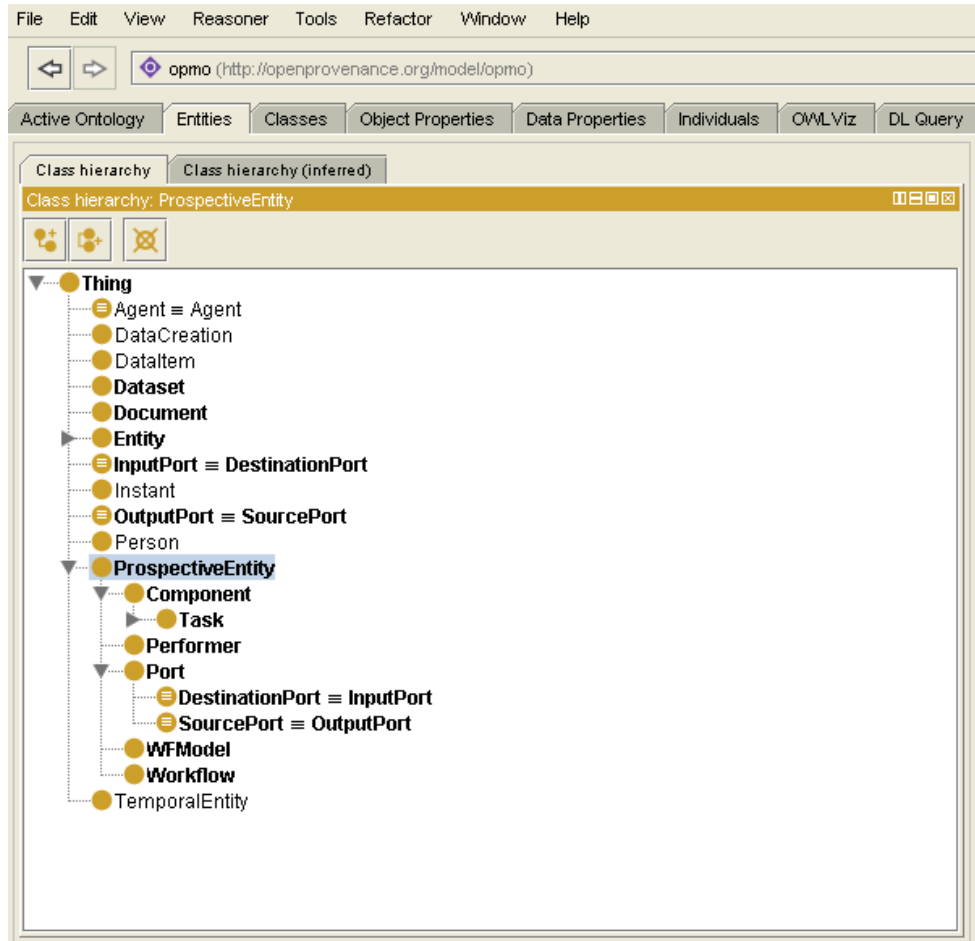 File Edit View Reasoner Tools Refactor Window Help
opmo (http://openprovenance.org/model/opmo)
Active Ontology Entities Classes Object Properties Data Properties Individuals OWLViz DL Query
Class hierarchy Class hierarchy (inferred)
Class hierarchy: ProspectiveEntity
Thing
Agent ≡ Agent
DataCreation
DataItem
Dataset
Document
Entity
InputPort ≡ DestinationPort
Instant
OutputPort ≡ SourcePort
Person
ProspectiveEntity
Component
Task
Performer
Port
DestinationPort ≡ InputPort
SourcePort ≡ OutputPort
WFModel
Workflow
TemporalEntity